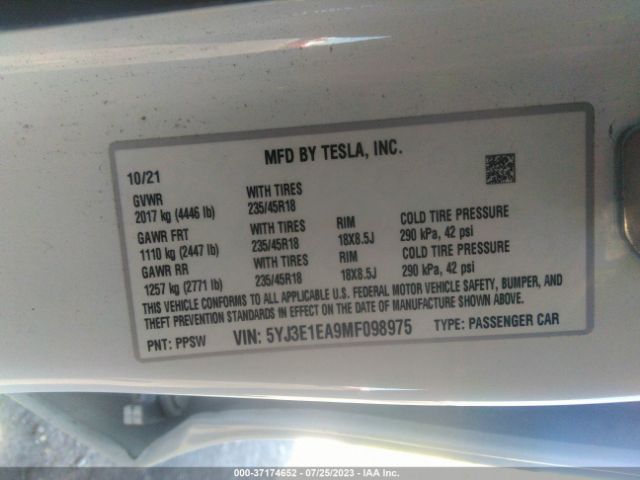 MFD BY TESLA, INC.
10/21
GVWR WITH TIRES
2017 kg (4446 lb) 235/45R18
GAWR FRT WITH TIRES RIM COLD TIRE PRESSURE
1110 kg (2447 lb) 235/45R18 18X8.5J 290 kPa, 42 psi
GAWR RR WITH TIRES RIM COLD TIRE PRESSURE
1257 kg (2771 lb) 235/45R18 18X8.5J 290 kPa, 42 psi
THIS VEHICLE CONFORMS TO ALL APPLICABLE U.S. FEDERAL MOTOR VEHICLE SAFETY, BUMPER, AND
THEFT PREVENTION STANDARDS IN EFFECT ON THE DATE OF MANUFACTURE SHOWN ABOVE.
PNT: PPSW VIN: 5YJ3E1EA9MF098975 TYPE: PASSENGER CAR
000-37174652 - 07/25/2023 - IAA Inc.